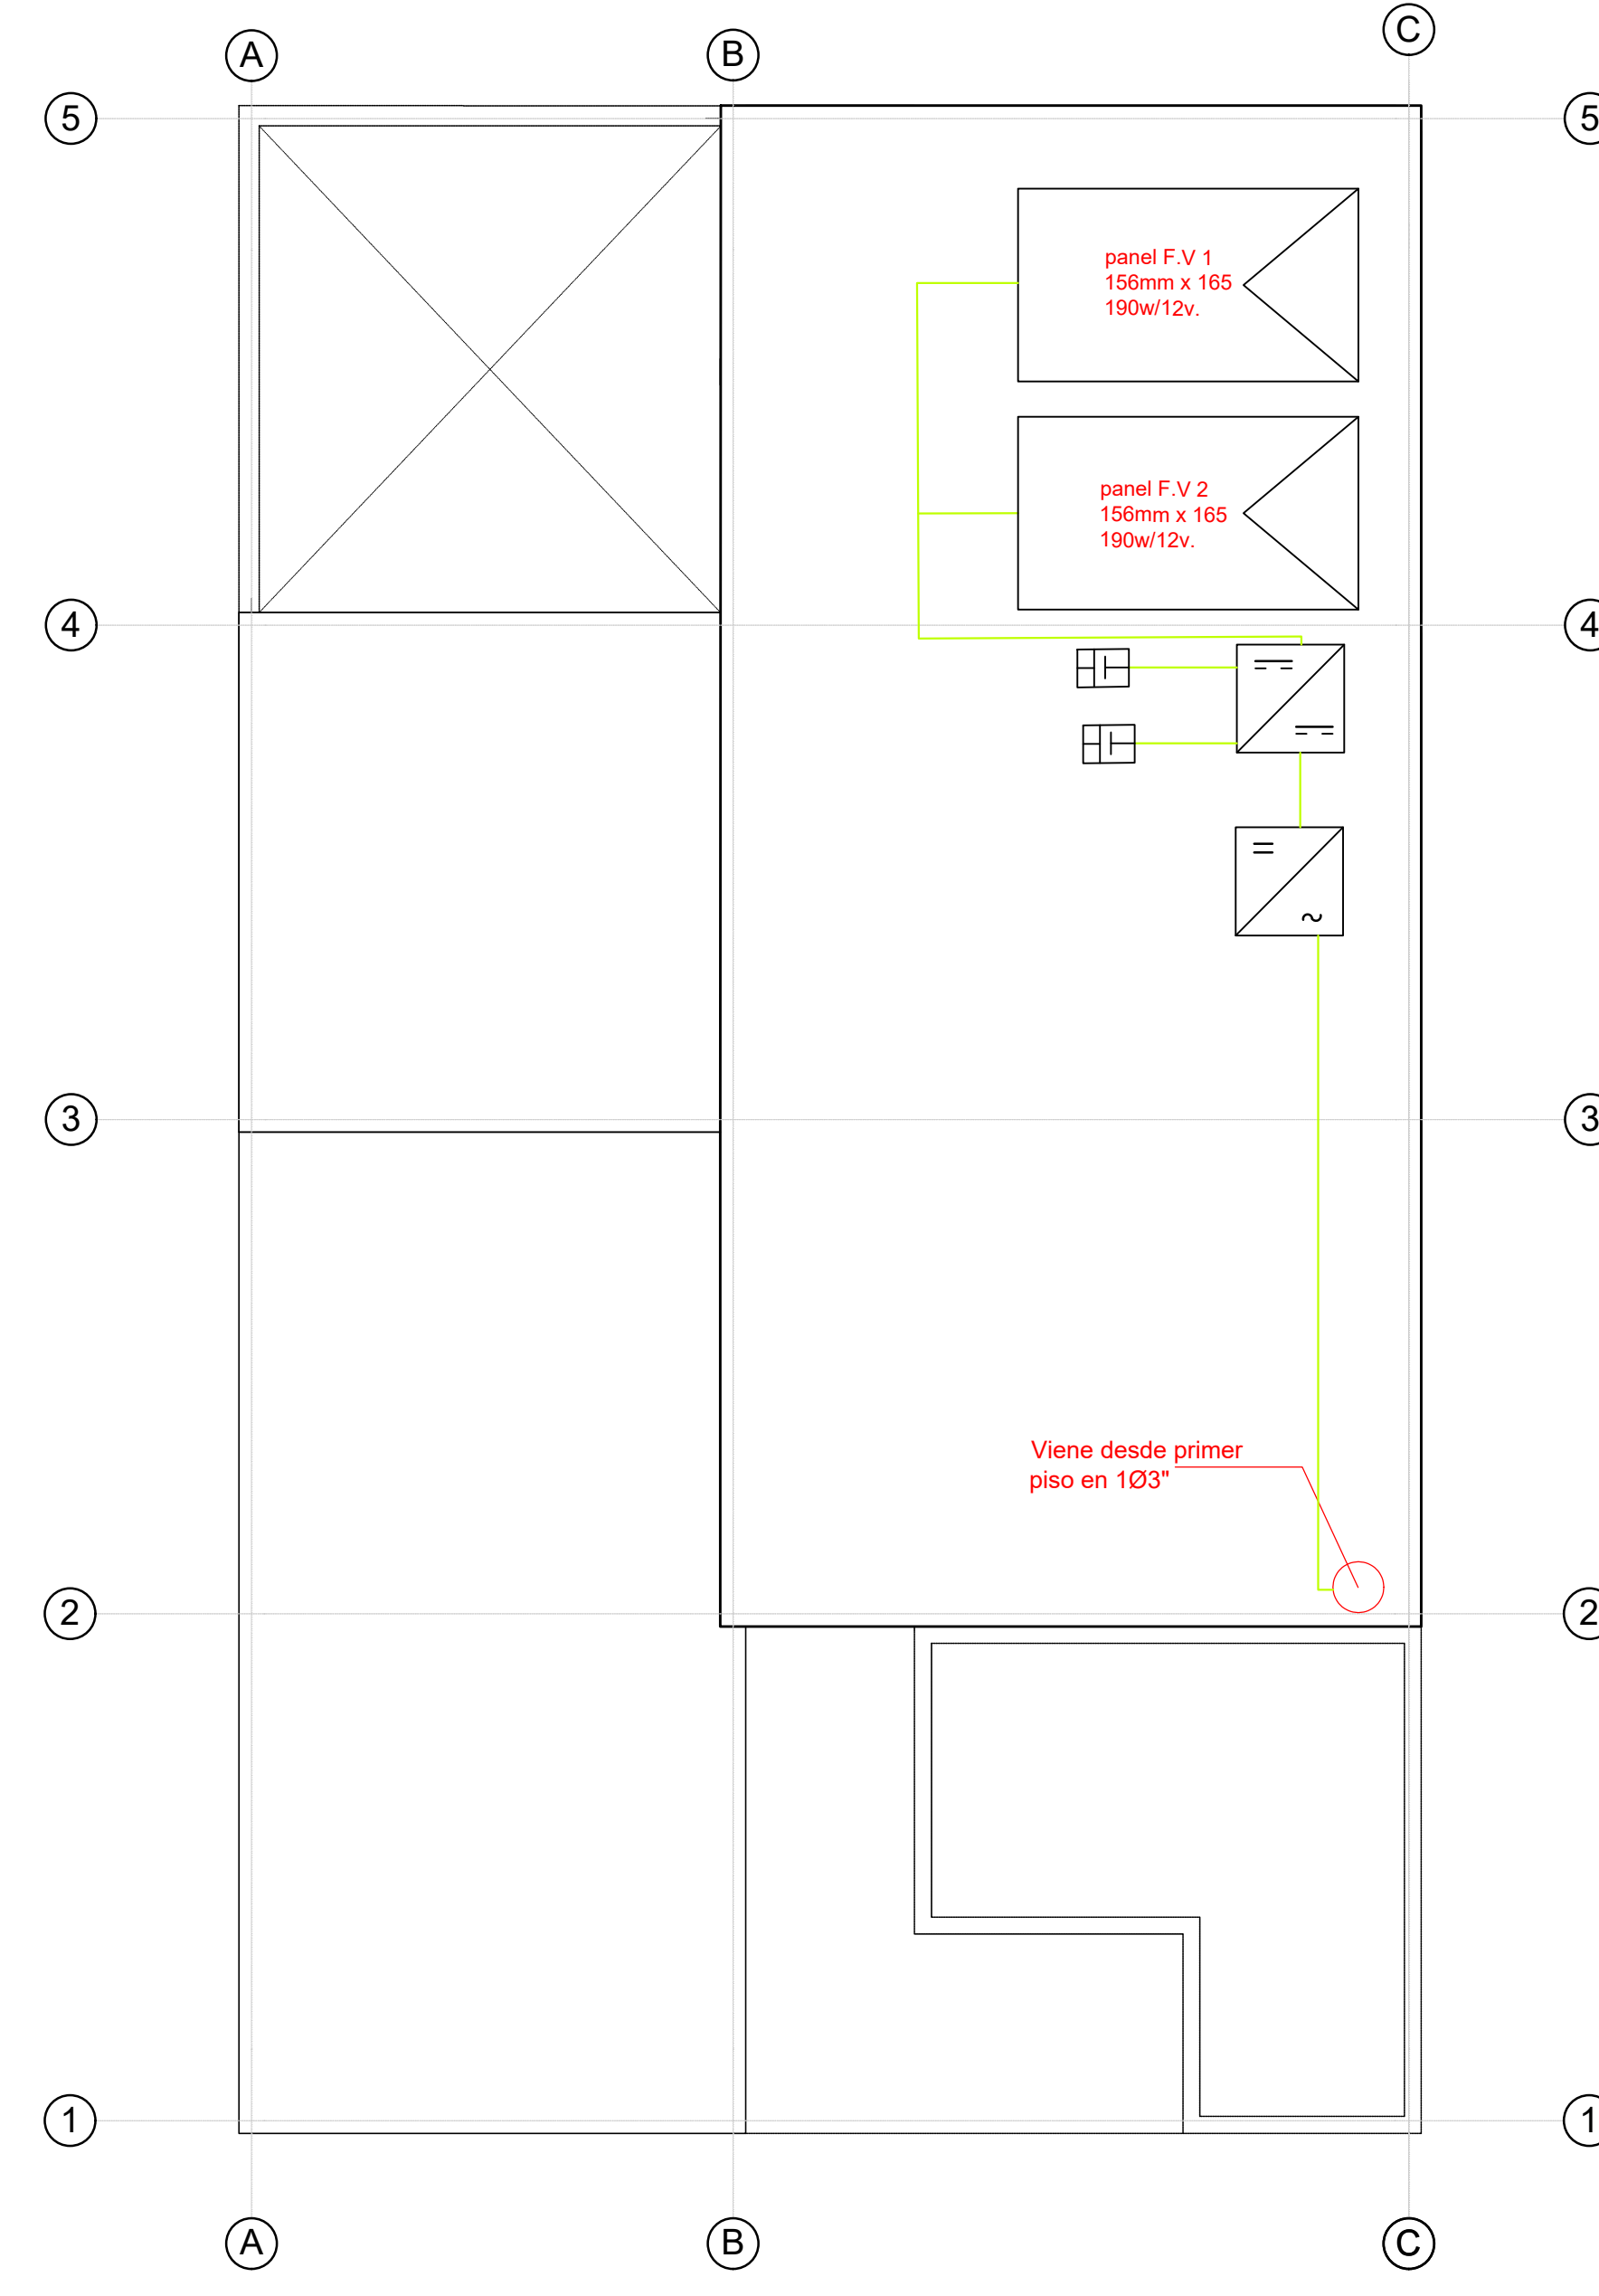 A
B
C
5
5
panel F.V 1
156mm x 165
190w/12v.
panel F.V 2
156mm x 165
190w/12v.
4
4
=
~
3
3
Viene desde primer
piso en 1Ø3"
2
2
1
1
A
B
C